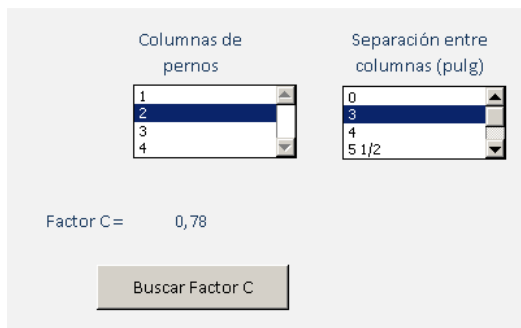 Columnas de
pernos
Separación entre
columnas (pulg)
1
2
3
4
0
3
4
5 1/2
Factor C= 0,78
Buscar Factor C